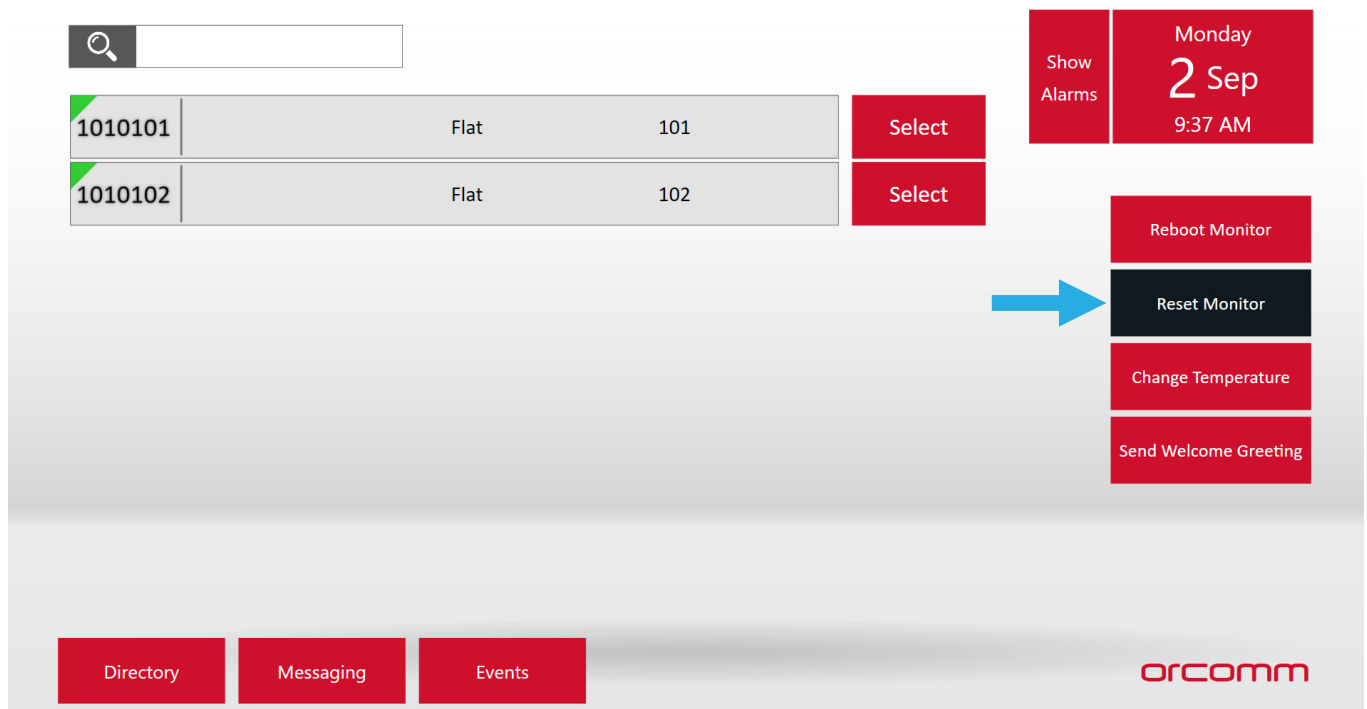 Show
Alarms
Monday
2 Sep
9:37 AM
1010101 Flat 101 Select
1010102 Flat 102 Select
Reboot Monitor
Reset Monitor
Change Temperature
Send Welcome Greeting
Directory Messaging Events
orcomm